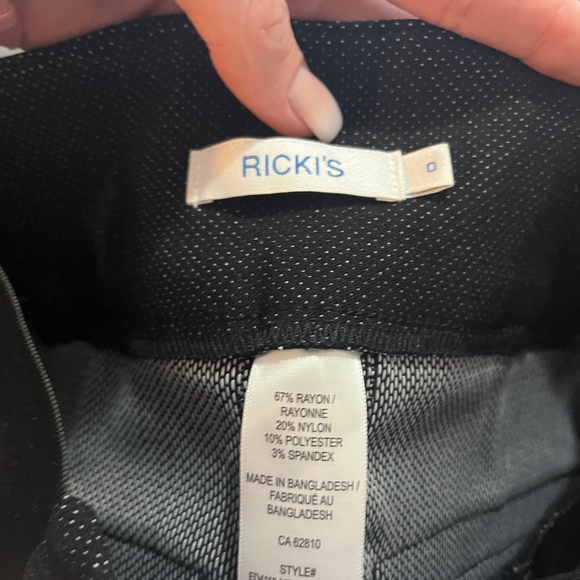 RICKI'S
0
67% RAYON /
RAYONNE
20% NYLON
10% POLYESTER
3% SPANDEX
MADE IN BANGLADESH /
FABRIQUÉ AU
BANGLADESH
CA 62810
STYLE#